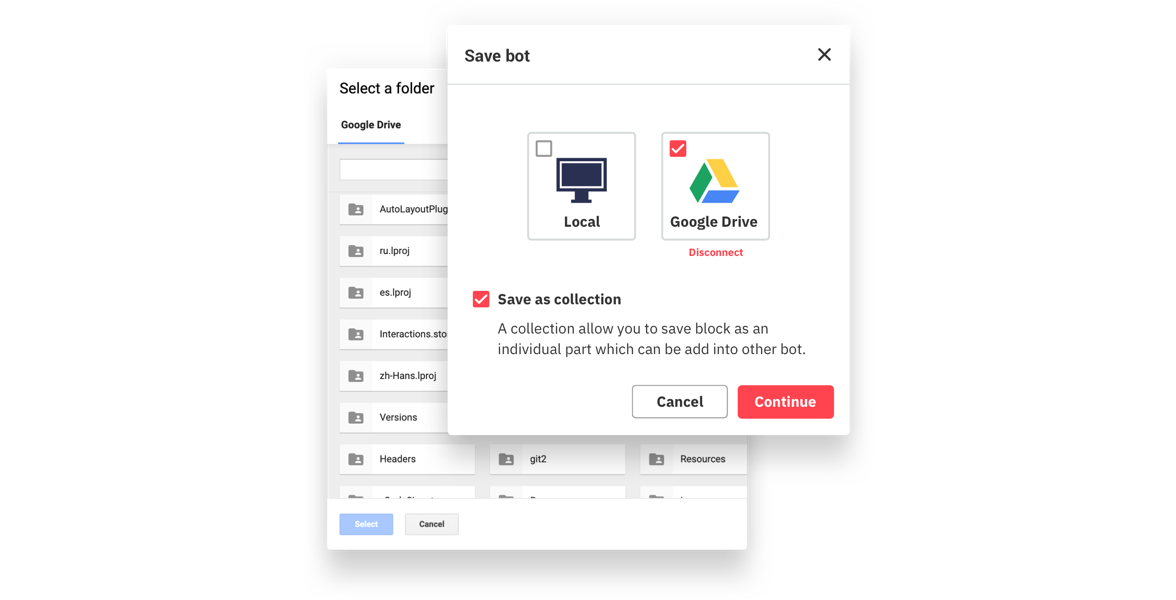 Save bot
Local
Google Drive
Disconnect
Save as collection
A collection allow you to save block as an
individual part which can be add into other bot.
Cancel
Continue
Select a folder
Google Drive
AutoLayoutPlug
ru.lproj
es.lproj
Interactions.sto
zh-Hans.lproj
Versions
Headers
git2
Resources
Select
Cancel